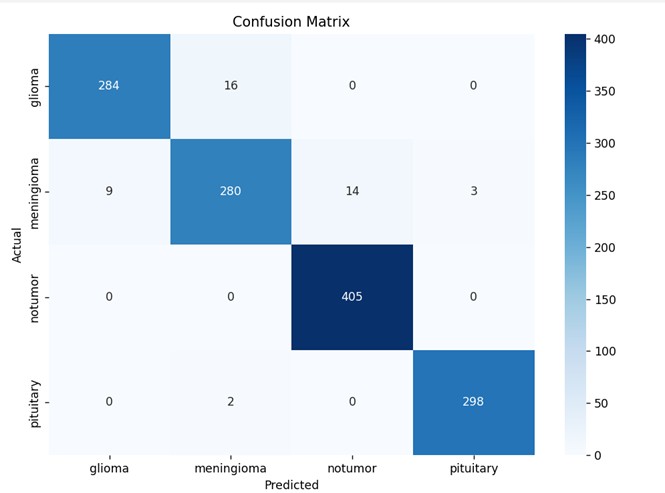 Confusion Matrix
glioma 284 16 0 0
meningioma 9 280 14 3
notumor 0 0 405 0
pituitary 0 2 0 298
glioma meningioma notumor pituitary
Predicted
Actual
400
350
300
250
200
150
100
50
0